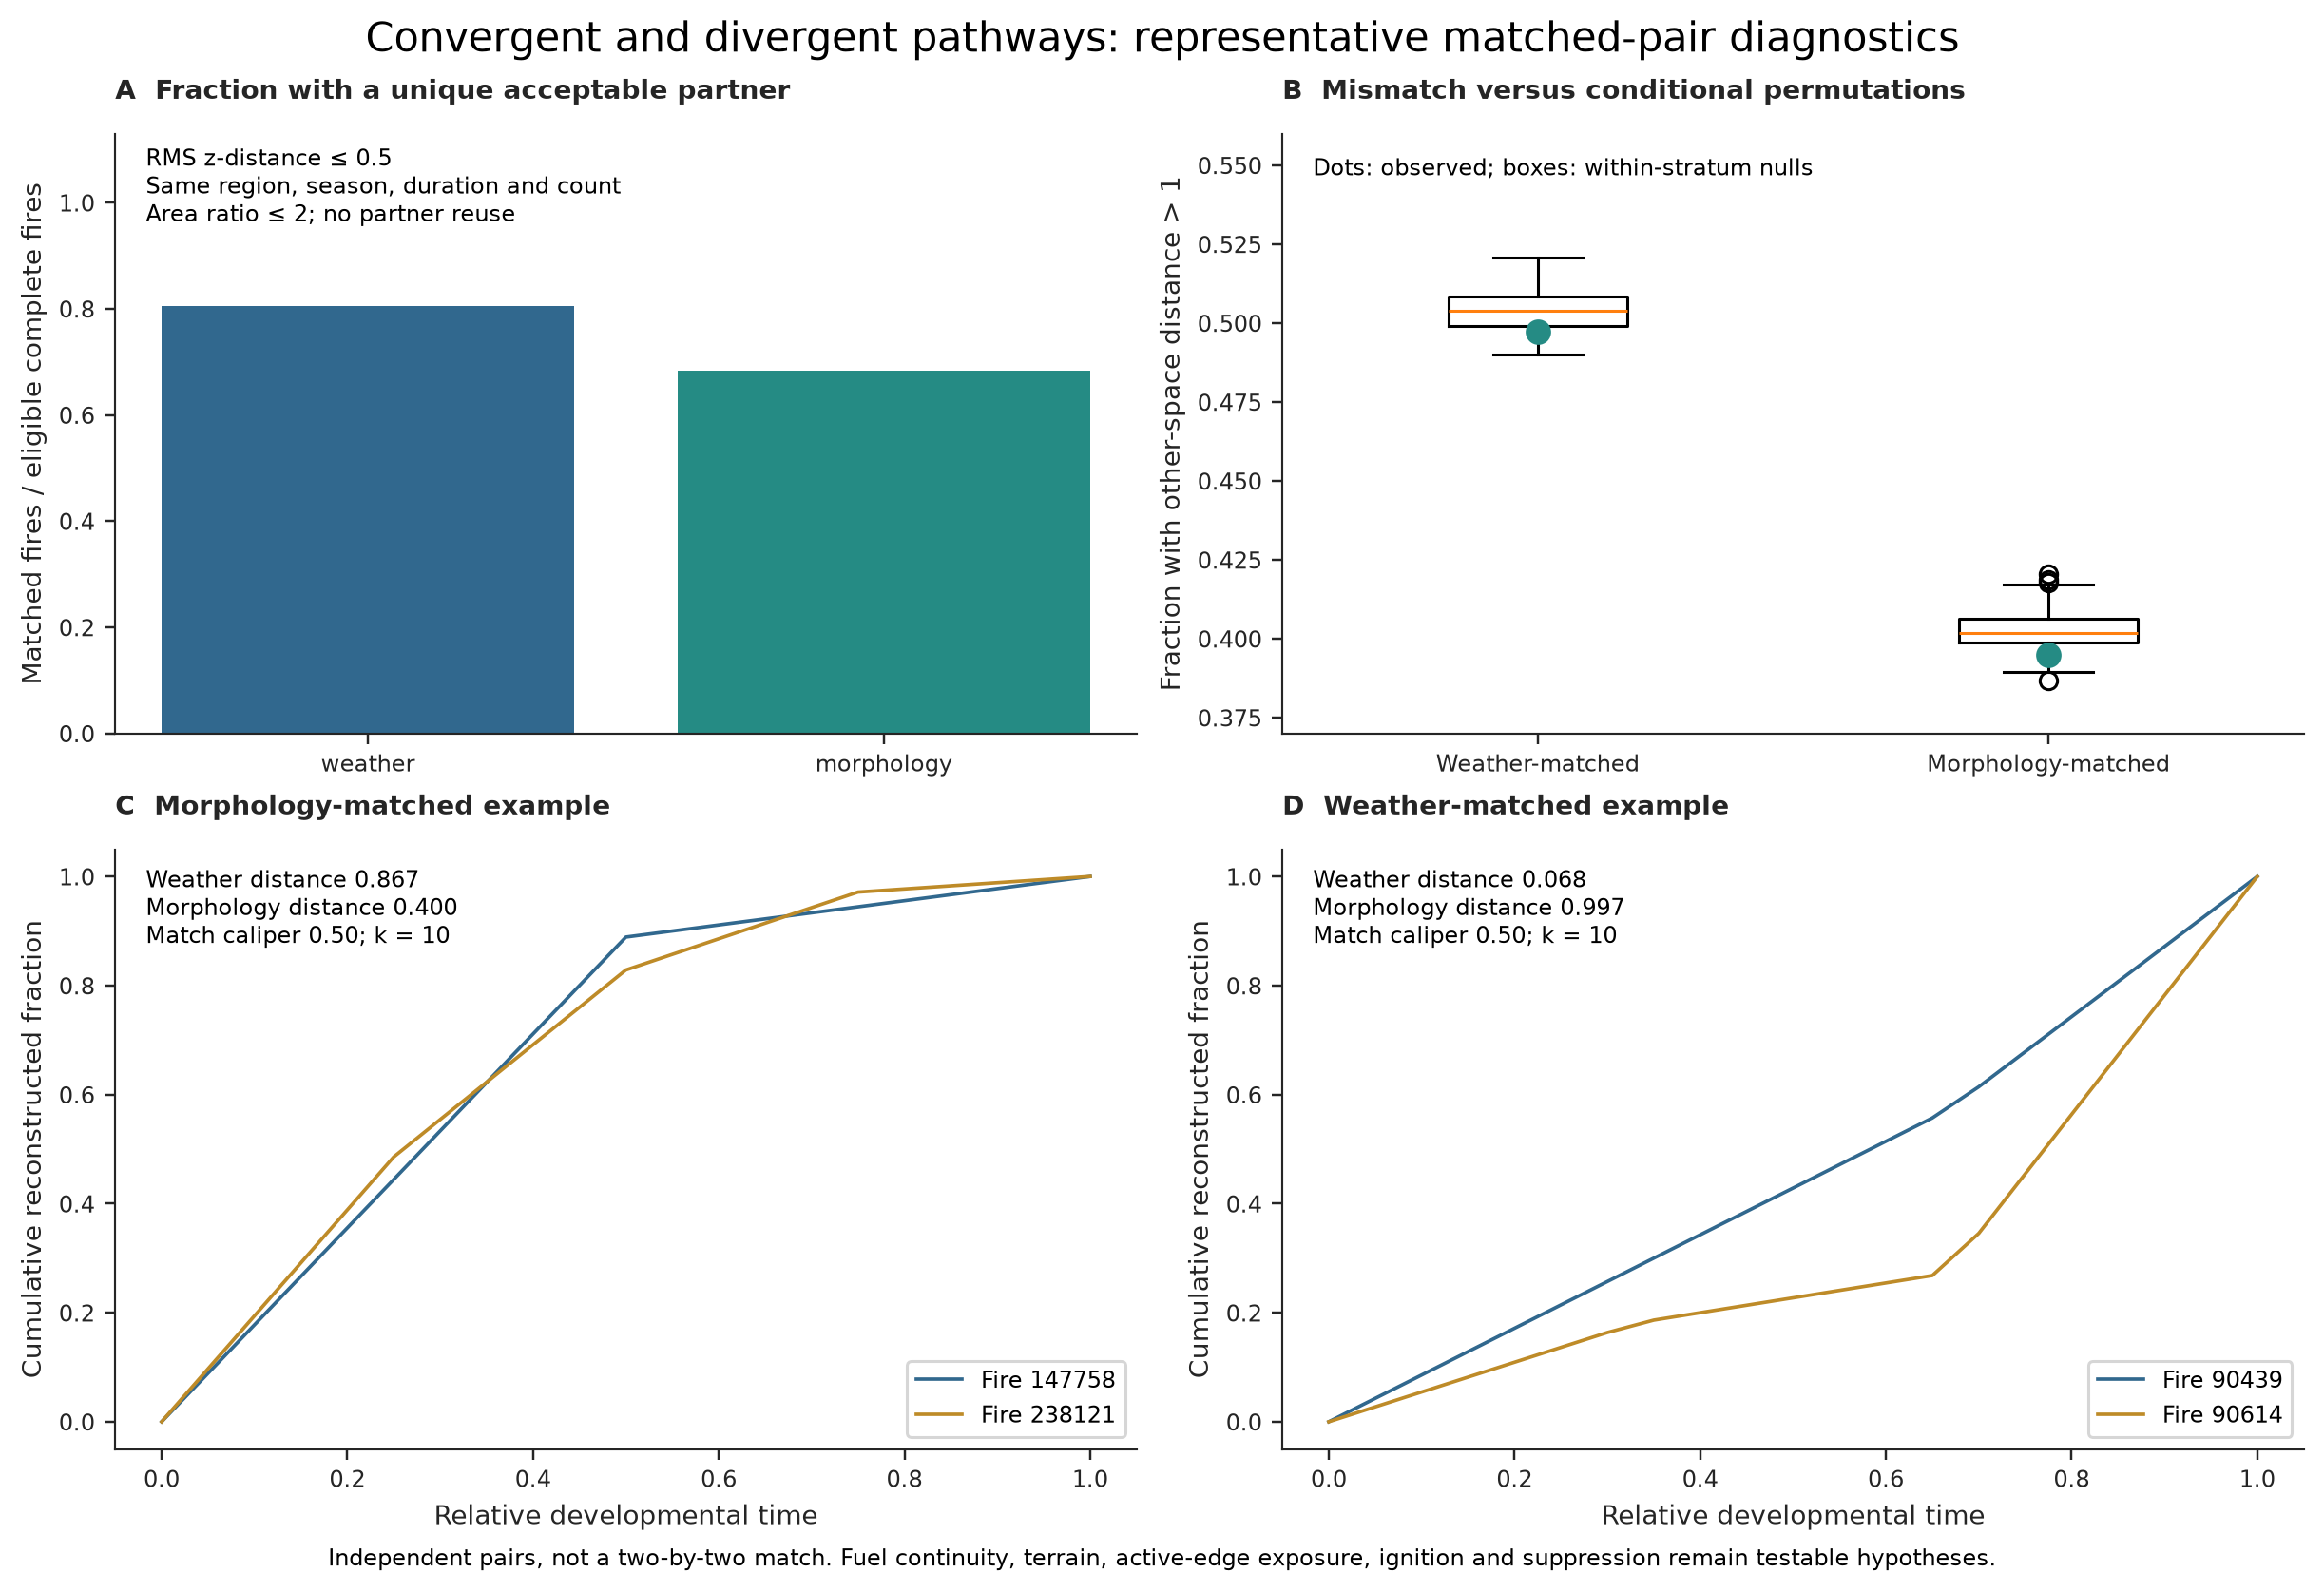 Convergent and divergent pathways: representative matched-pair diagnostics
A Fraction with a unique acceptable partner
RMS z-distance ≤ 0.5
Same region, season, duration and count
Area ratio ≤ 2; no partner reuse
Matched fires / eligible complete fires
1.0
0.8
0.6
0.4
0.2
0.0
weather
morphology
B Mismatch versus conditional permutations
Dots: observed; boxes: within-stratum nulls
Fraction with other-space distance > 1
0.550
0.525
0.500
0.475
0.450
0.425
0.400
0.375
Weather-matched
Morphology-matched
C Morphology-matched example
Weather distance 0.867
Morphology distance 0.400
Match caliper 0.50; k = 10
Cumulative reconstructed fraction
1.0
0.8
0.6
0.4
0.2
0.0
Fire 147758
Fire 238121
0.0 0.2 0.4 0.6 0.8 1.0
Relative developmental time
D Weather-matched example
Weather distance 0.068
Morphology distance 0.997
Match caliper 0.50; k = 10
Cumulative reconstructed fraction
1.0
0.8
0.6
0.4
0.2
0.0
Fire 90439
Fire 90614
0.0 0.2 0.4 0.6 0.8 1.0
Relative developmental time
Independent pairs, not a two-by-two match. Fuel continuity, terrain, active-edge exposure, ignition and suppression remain testable hypotheses.